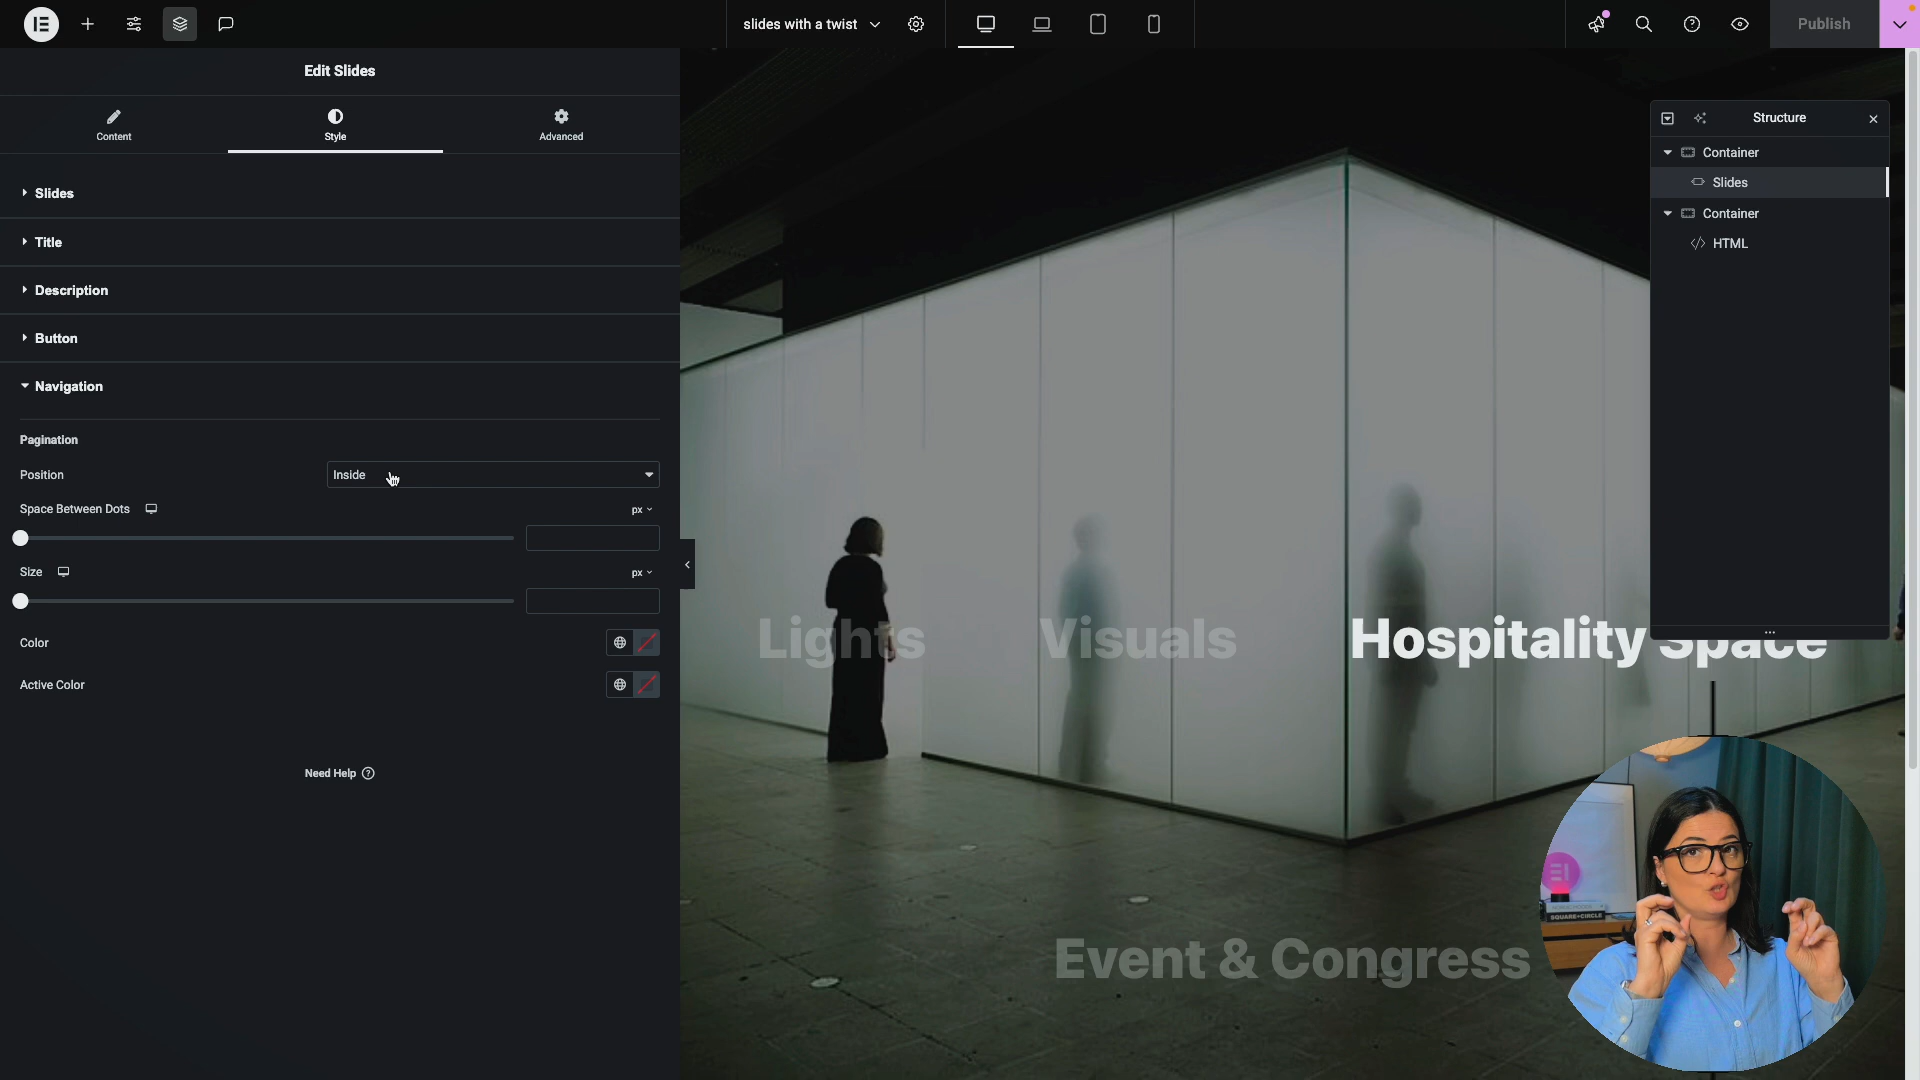 slides with a twist
Publish
Edit Slides
Content
Style
Advanced
Slides
Title
Description
Button
Navigation
Pagination
Position
Inside
Space Between Dots
px
Size
px
Color
Active Color
Need Help
Structure
Container
Slides
Container
HTML
Lights
Visuals
Hospitality Space
Event & Congress
SQUARE+CIRCLE